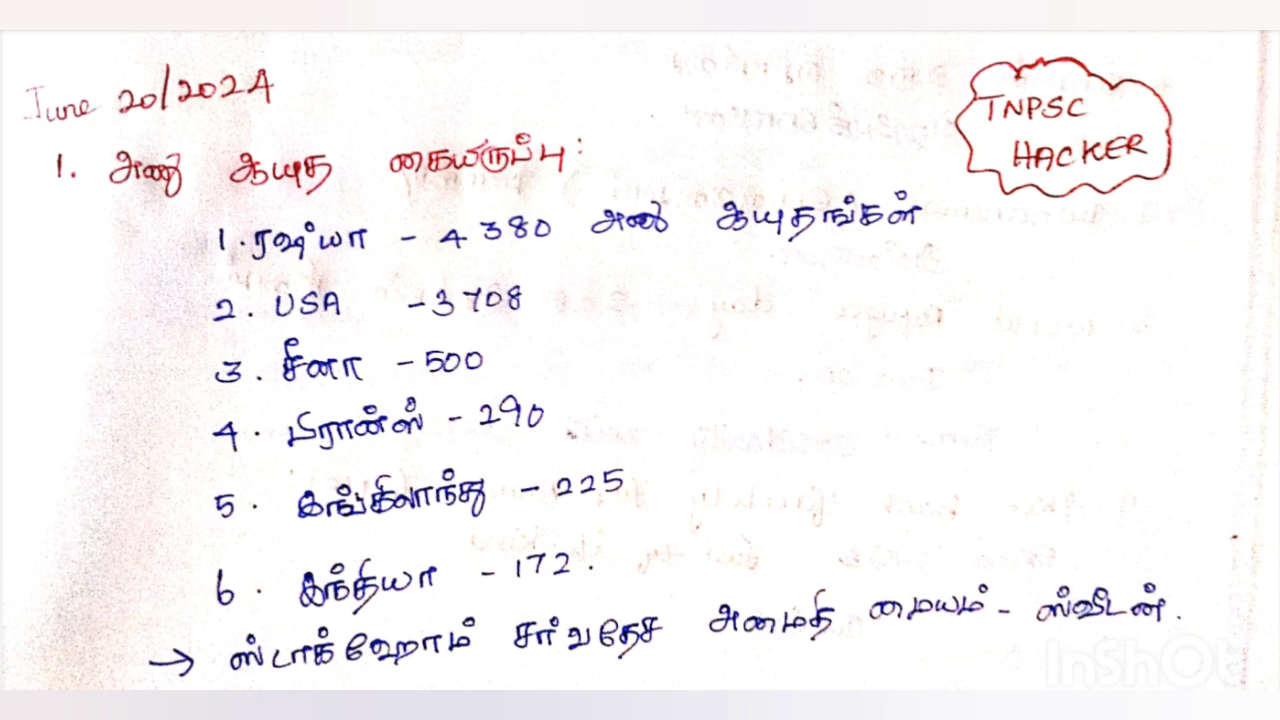 June 20/2024
TNPSC
HACKER
1. அணு ஆயுத கையிருப்பு :
1. ரஷ்யா - 4380 அணு ஆயுதங்கள்
2. USA - 3708
3. சீனா - 500
4. பிரான்ஸ் - 290
5. இங்கிலாந்து - 225
6. இந்தியா - 172.
→ ஸ்டாக்ஹோம் சர்வதேச அமைதி மையம் - ஸ்வீடன்.
InShOt